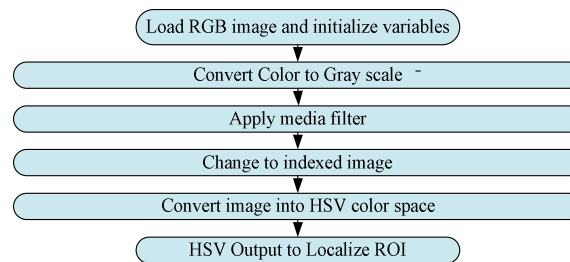 Load RGB image and initialize variables
Convert Color to Gray scale -
Apply media filter
Change to indexed image
Convert image into HSV color space
HSV Output to Localize ROI